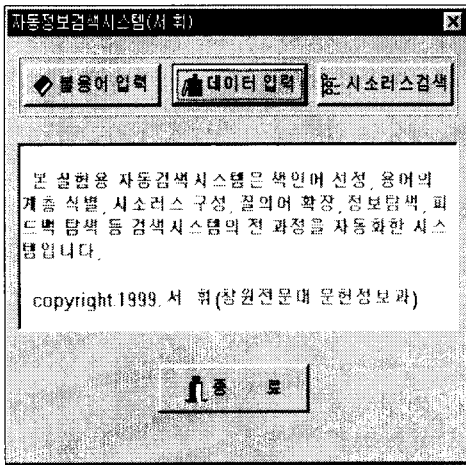 자동정보검색시스템(서 휘)
불용어 입력 데이터 입력 시소러스검색
본 실험용 자동검색시스템은 색인어 선정, 용어의
계층 식별, 시소러스 구성, 질의어 확장, 정보탐색, 피
드백 탐색 등 검색시스템의 전 과정을 자동화한 시스
템입니다.
copyright.1999. 서 휘(창원전문대 문헌정보과)
종 료